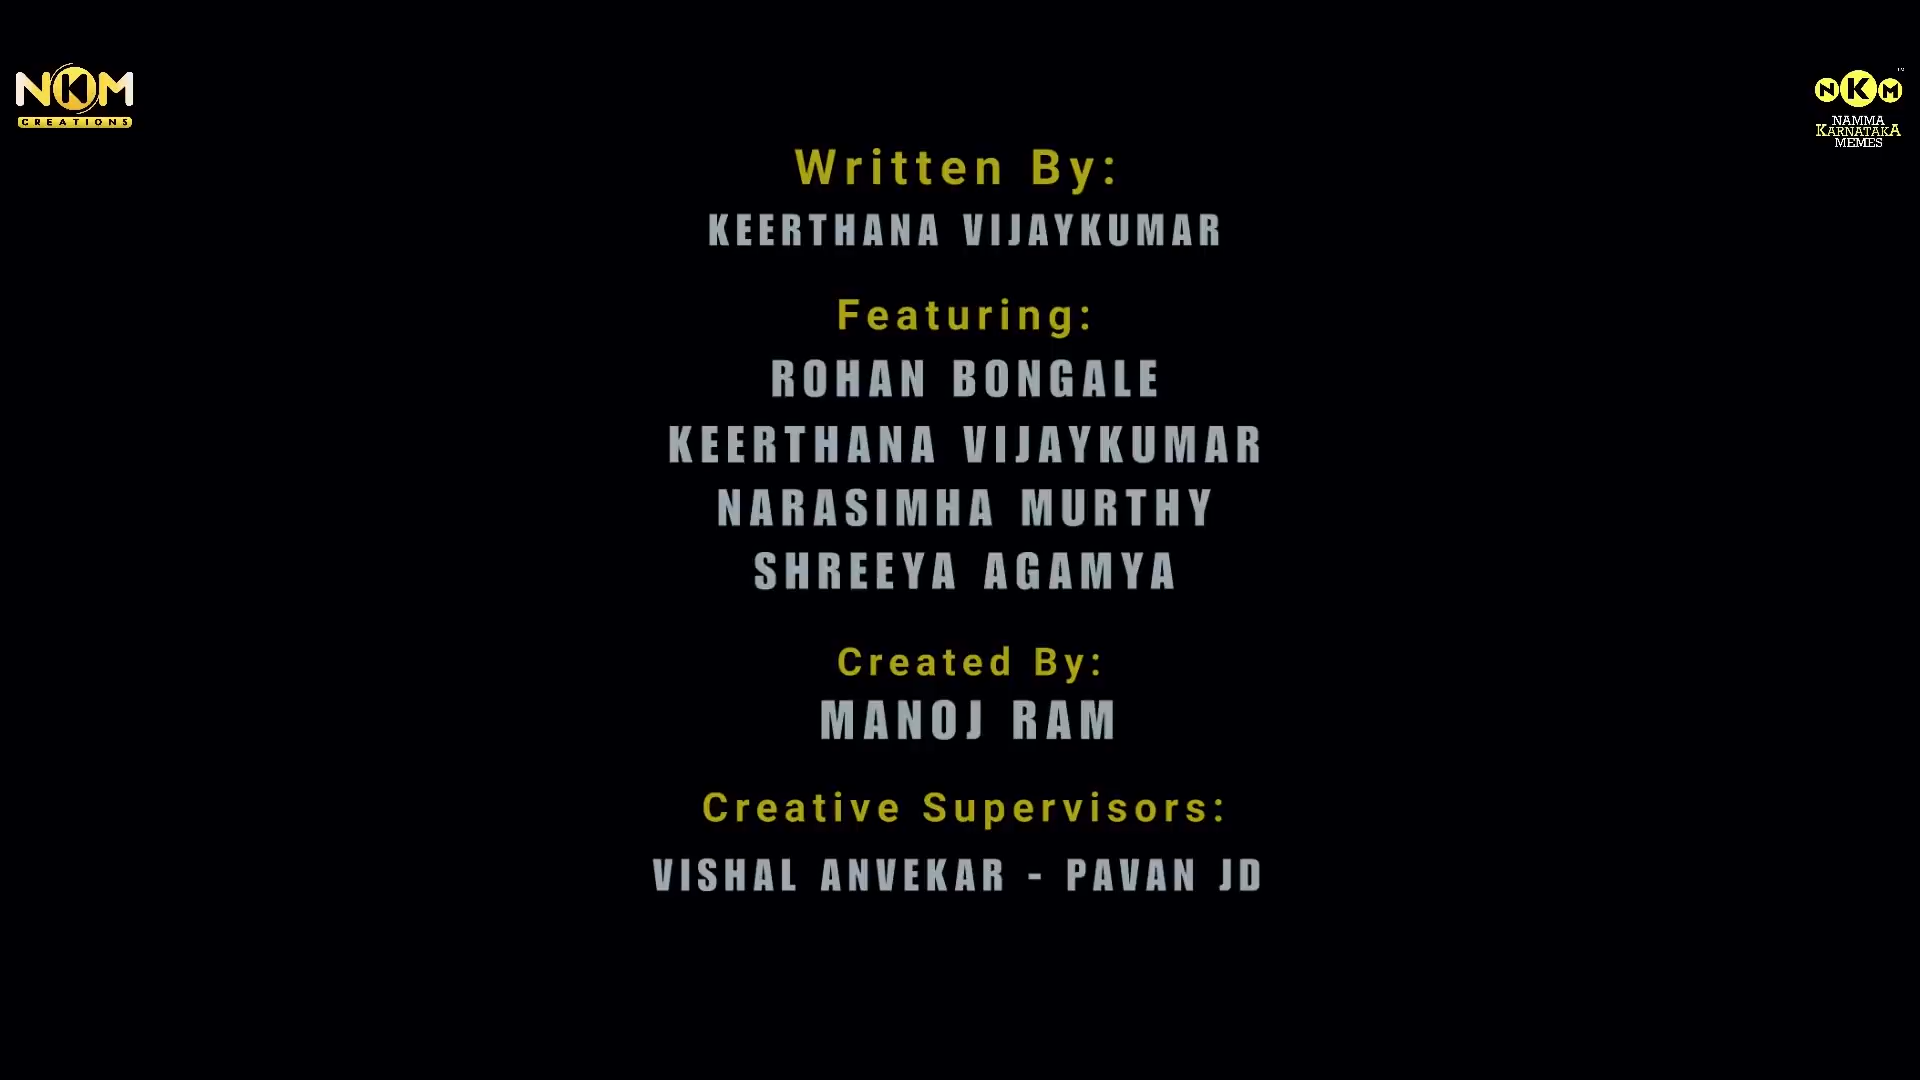 NKM
CREATIONS
NKM
NAMMA
KARNATAKA
MEMES
Written By:
KEERTHANA VIJAYKUMAR
Featuring:
ROHAN BONGALE
KEERTHANA VIJAYKUMAR
NARASIMHA MURTHY
SHREEYA AGAMYA
Created By:
MANOJ RAM
Creative Supervisors:
VISHAL ANVEKAR - PAVAN JD